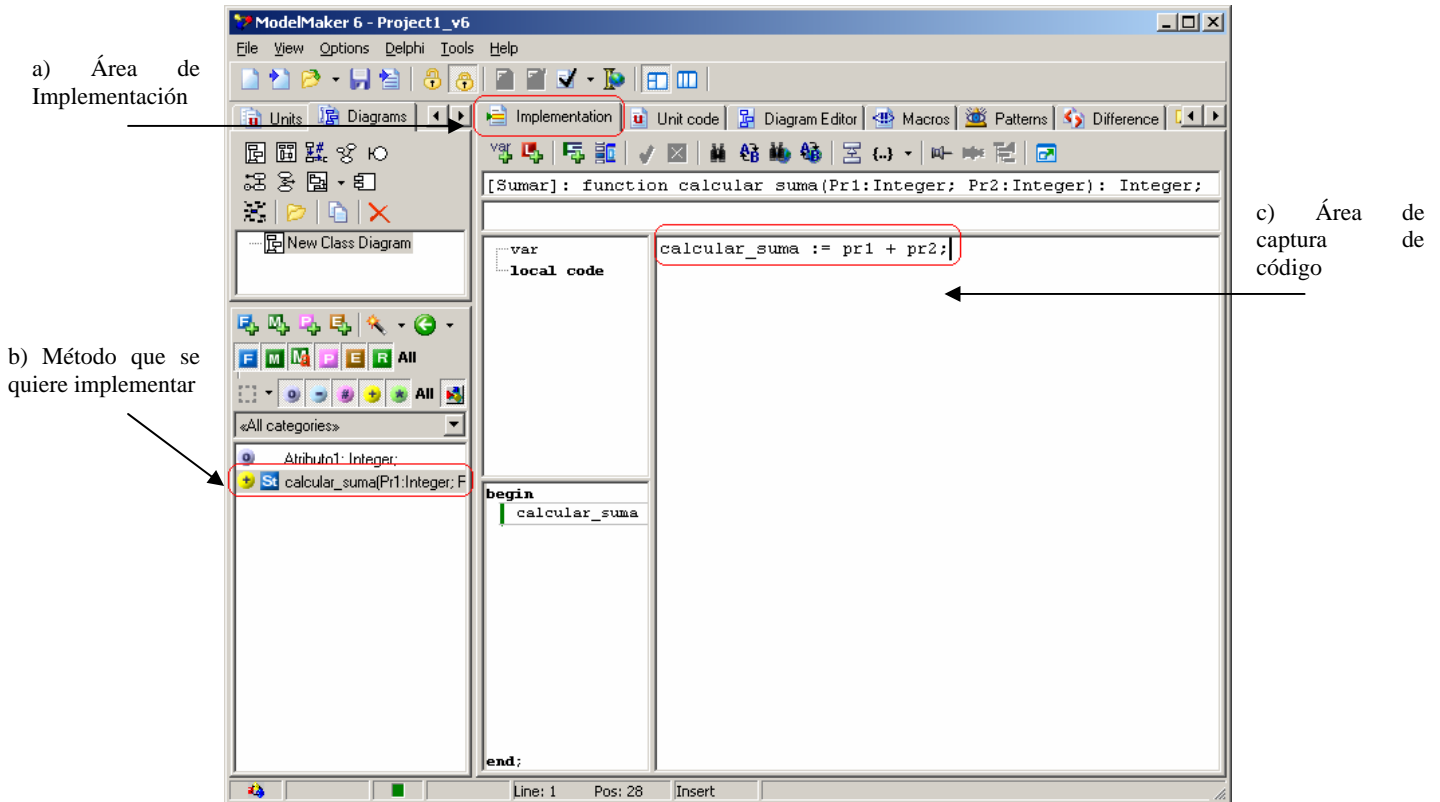 ModelMaker 6 - Project1_v6
File View Options Delphi Tools Help
a) Área de
Implementación
Units Diagrams Implementation Unit code Diagram Editor Macros Patterns Difference
[Sumar]: function calcular suma(Pr1:Integer; Pr2:Integer): Integer;
New Class Diagram
var
local code
calcular_suma := pr1 + pr2;
c) Área de
captura de
código
b) Método que se
quiere implementar
F M M P E R All
All
«All categories»
Atributo1: Integer;
St calcular_suma(Pr1:Integer; F
begin
calcular_suma
end;
Line: 1 Pos: 28 Insert